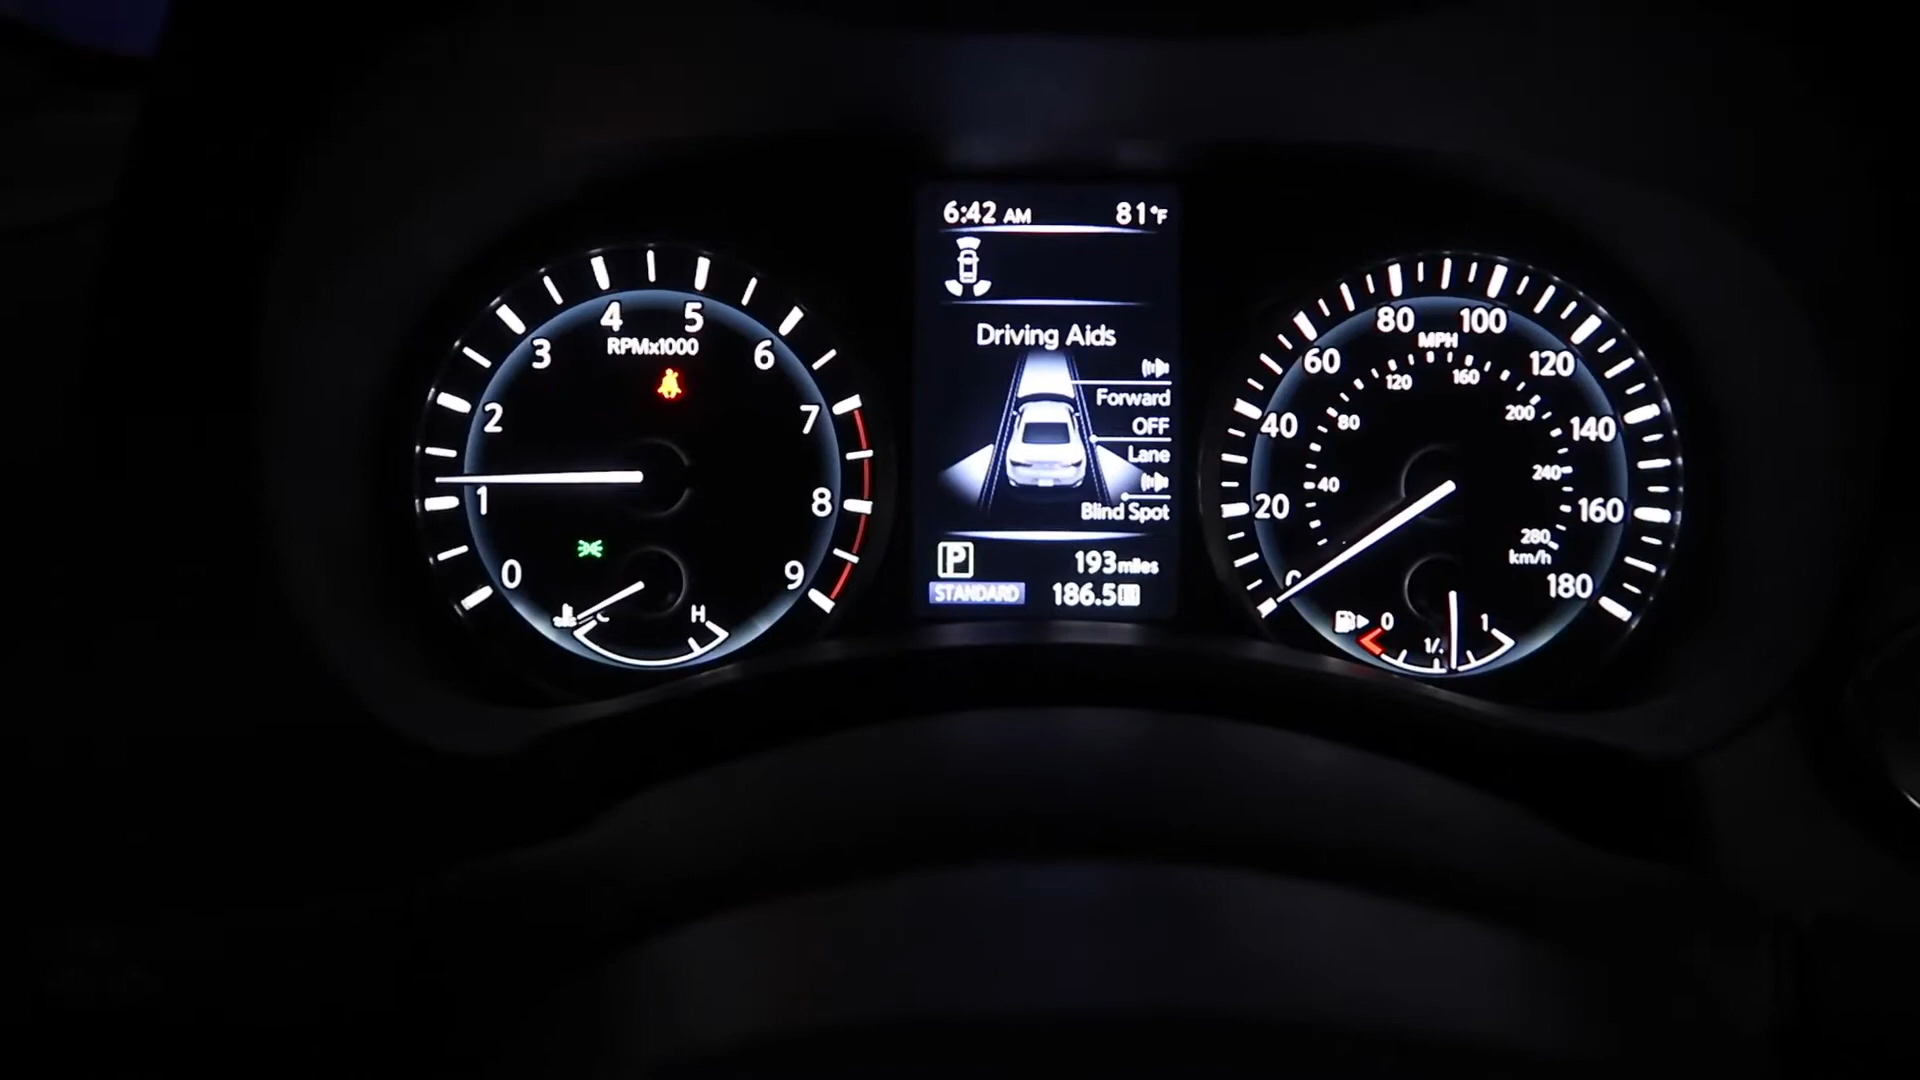 6:42 AM 81°F
Driving Aids
Forward
OFF
Lane
Blind Spot
P 193 miles
STANDARD 186.5
0 1 2 3 4 5 6 7 8 9
RPMx1000
C H
0 20 40 60 80 100 120 140 160 180
MPH
40 80 120 160 200 240 280
km/h
0 1/ 1